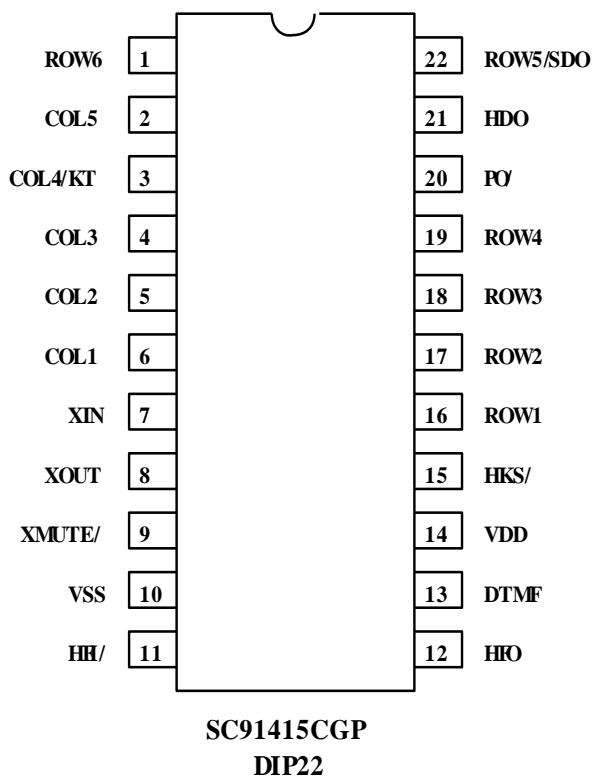 ROW6 1 22 ROW5/SDO
COL5 2 21 HDO
COL4/KT 3 20 PO/
COL3 4 19 ROW4
COL2 5 18 ROW3
COL1 6 17 ROW2
XIN 7 16 ROW1
XOUT 8 15 HKS/
XMUTE/ 9 14 VDD
VSS 10 13 DTMF
HFI/ 11 12 HFO
SC91415CGP
DIP22